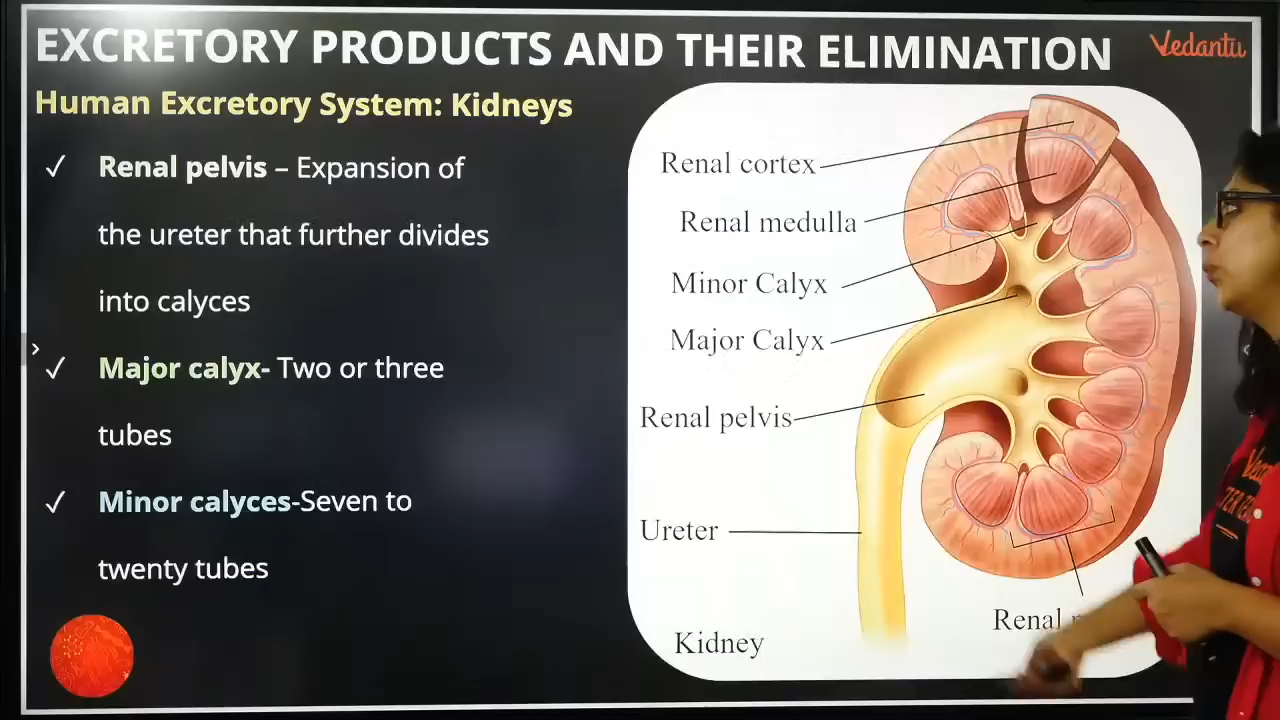 EXCRETORY PRODUCTS AND THEIR ELIMINATION
Vedantu
Human Excretory System: Kidneys
✓ Renal pelvis – Expansion of
the ureter that further divides
into calyces
✓ Major calyx- Two or three
tubes
✓ Minor calyces-Seven to
twenty tubes
Renal cortex
Renal medulla
Minor Calyx
Major Calyx
Renal pelvis
Ureter
Renal
Kidney